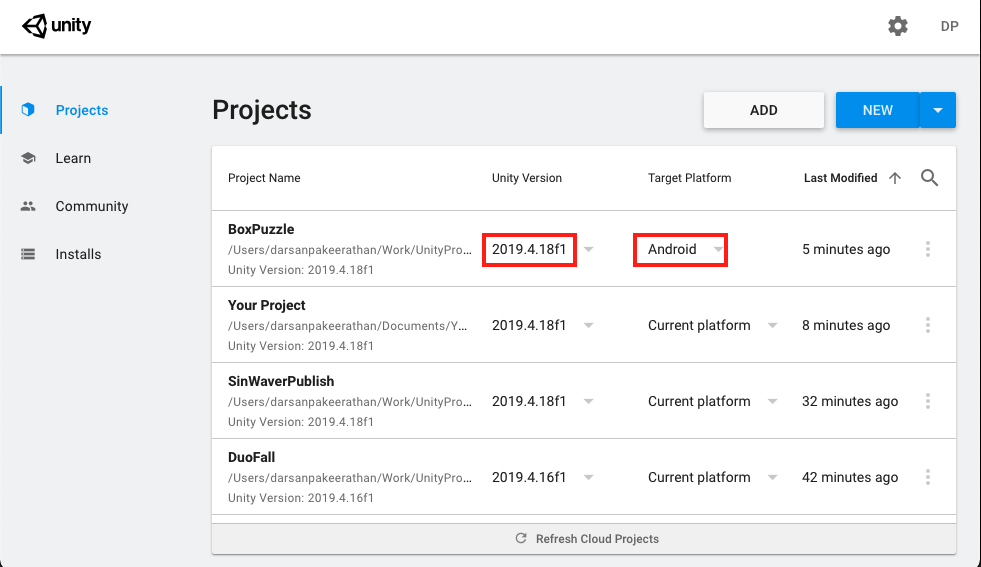 unity
DP
Projects
Learn
Community
Installs
Projects
ADD
NEW
Project Name Unity Version Target Platform Last Modified
BoxPuzzle
/Users/darsanpakeerathan/Work/UnityPro... 2019.4.18f1 Android 5 minutes ago
Unity Version: 2019.4.18f1
Your Project
/Users/darsanpakeerathan/Documents/Y... 2019.4.18f1 Current platform 8 minutes ago
Unity Version: 2019.4.18f1
SinWaverPublish
/Users/darsanpakeerathan/Work/UnityPro... 2019.4.18f1 Current platform 32 minutes ago
Unity Version: 2019.4.18f1
DuoFall
/Users/darsanpakeerathan/Work/UnityPro... 2019.4.16f1 Current platform 42 minutes ago
Unity Version: 2019.4.16f1
Refresh Cloud Projects